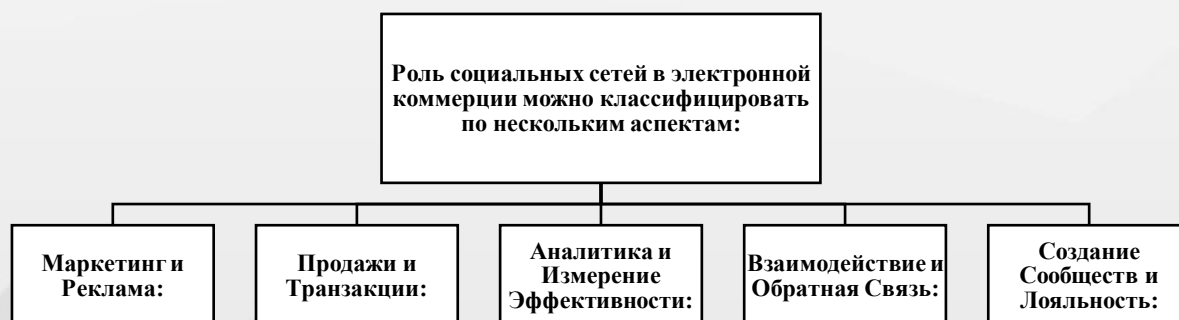 Роль социальных сетей в электронной
коммерции можно классифицировать
по нескольким аспектам:
Маркетинг и
Реклама:
Продажи и
Транзакции:
Аналитика и
Измерение
Эффективности:
Взаимодействие и
Обратная Связь:
Создание
Сообществ и
Лояльность: